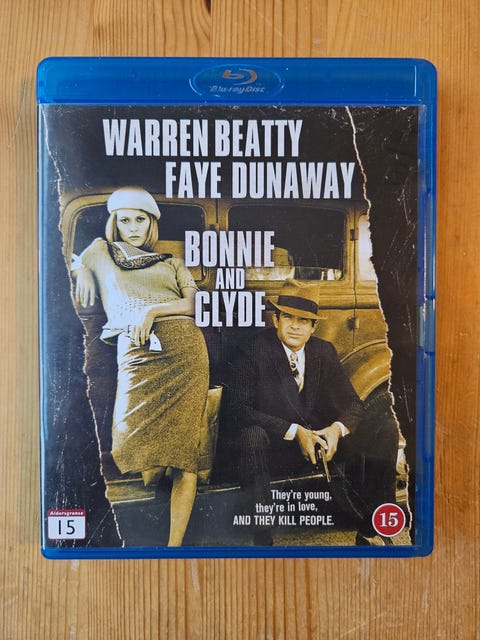 Blu-ray Disc
WARREN BEATTY
FAYE DUNAWAY
BONNIE
AND
CLYDE
They're young,
they're in love,
AND THEY KILL PEOPLE.
Aldersgrense
15
15